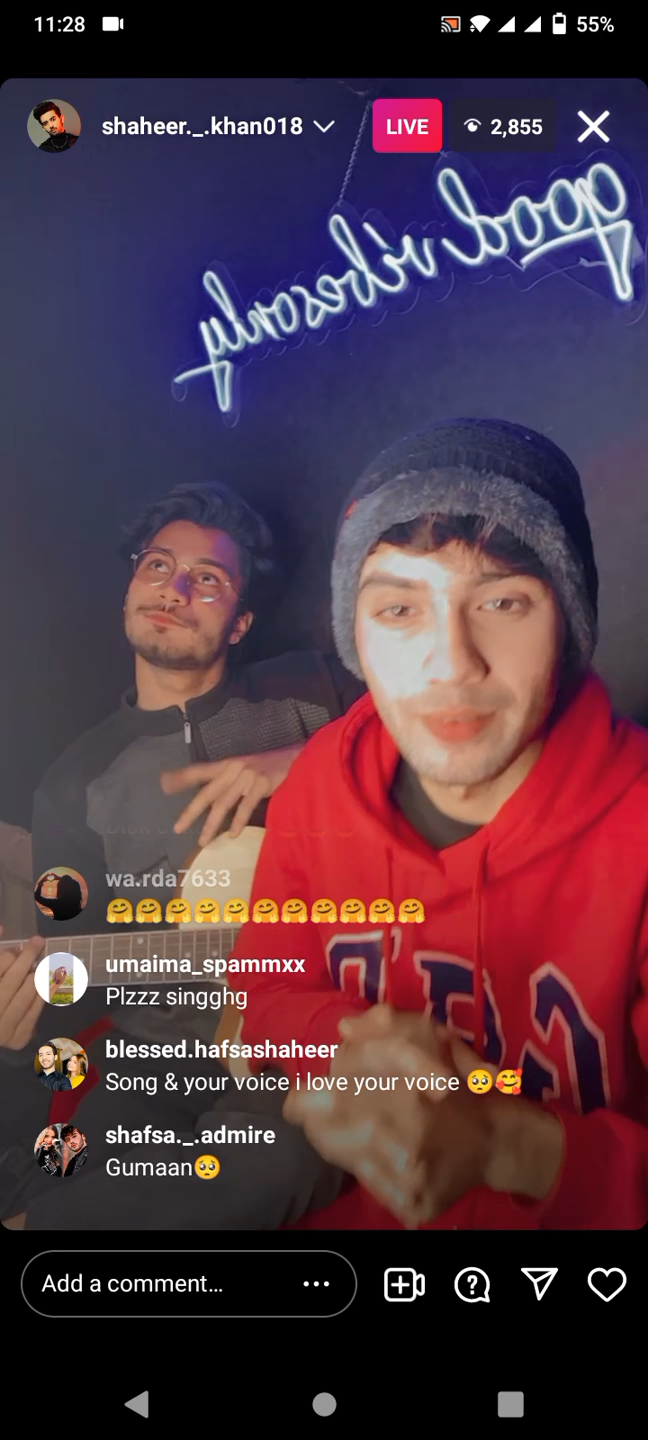 11:28
55%
shaheer._.khan018
LIVE
2,855
good vibes only
wa.rda7633
🤗🤗🤗🤗🤗🤗🤗🤗🤗🤗🤗
umaima_spammxx
Plzzz singghg
blessed.hafsashaheer
Song & your voice i love your voice 🥺🥰
shafsa._.admire
Gumaan🥺
Add a comment...